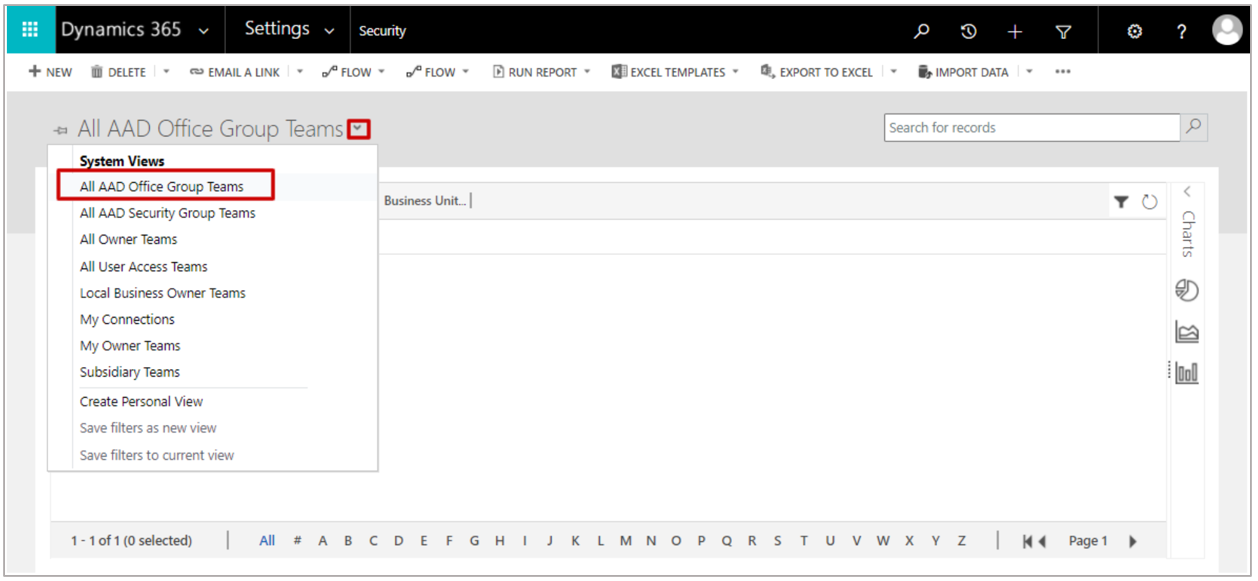 Dynamics 365 Settings Security ?
NEW DELETE EMAIL A LINK FLOW FLOW RUN REPORT EXCEL TEMPLATES EXPORT TO EXCEL IMPORT DATA
All AAD Office Group Teams
Search for records
System Views
All AAD Office Group Teams
All AAD Security Group Teams
All Owner Teams
All User Access Teams
Local Business Owner Teams
My Connections
My Owner Teams
Subsidiary Teams
Create Personal View
Save filters as new view
Save filters to current view
Business Unit...
Charts
1 - 1 of 1 (0 selected) All # A B C D E F G H I J K L M N O P Q R S T U V W X Y Z Page 1